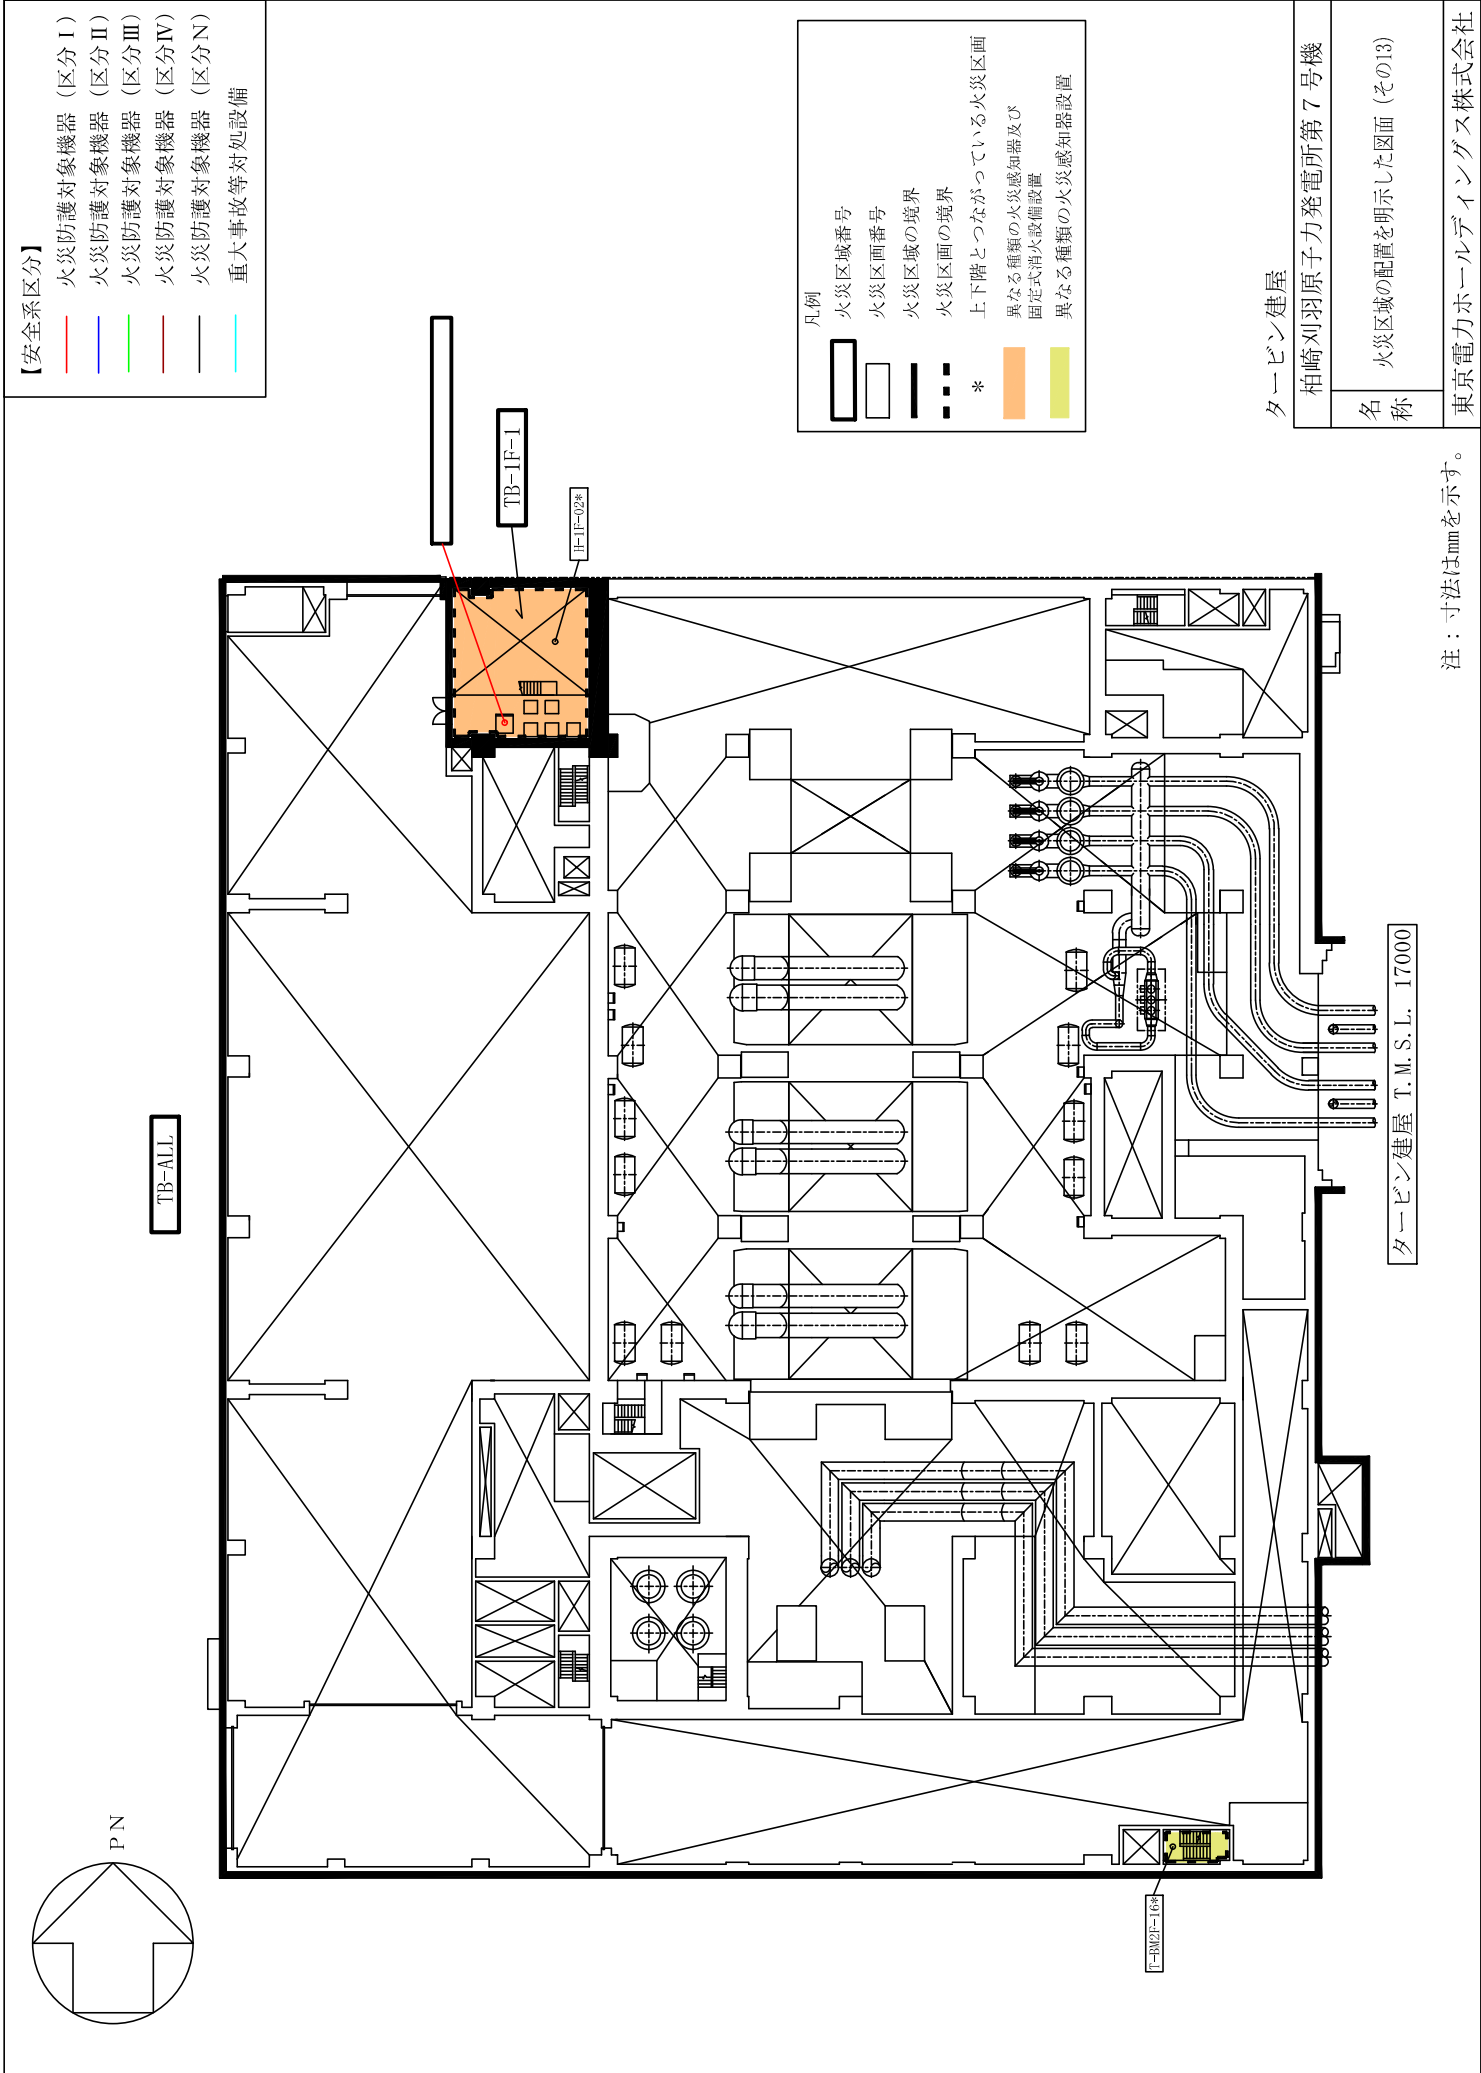 【安全系区分】
火災防護対象機器（区分Ⅰ）
火災防護対象機器（区分Ⅱ）
火災防護対象機器（区分Ⅲ）
火災防護対象機器（区分Ⅳ）
火災防護対象機器（区分N）
重大事故等対処設備
TB-ALL
TB-1F-1
H-1F-02*
T-BM2F-16*
PN
凡例
火災区域番号
火災区画番号
火災区域の境界
火災区画の境界
* 上下階とつながっている火災区画
異なる種類の火災感知器及び
固定式消火設備設置
異なる種類の火災感知器設置
タービン建屋 T.M.S.L. 17000
注：寸法はmmを示す。
タービン建屋
柏崎刈羽原子力発電所第７号機
名称
火災区域の配置を明示した図面（その13）
東京電力ホールディングス株式会社